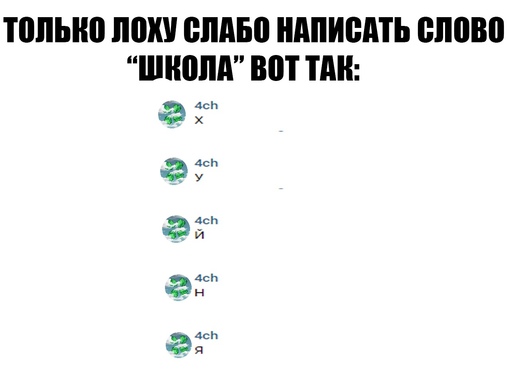 ТОЛЬКО ЛОХУ СЛАБО НАПИСАТЬ СЛОВО
“ШКОЛА” ВОТ ТАК:
4ch
Х
4ch
У
4ch
Й
4ch
Н
4ch
Я